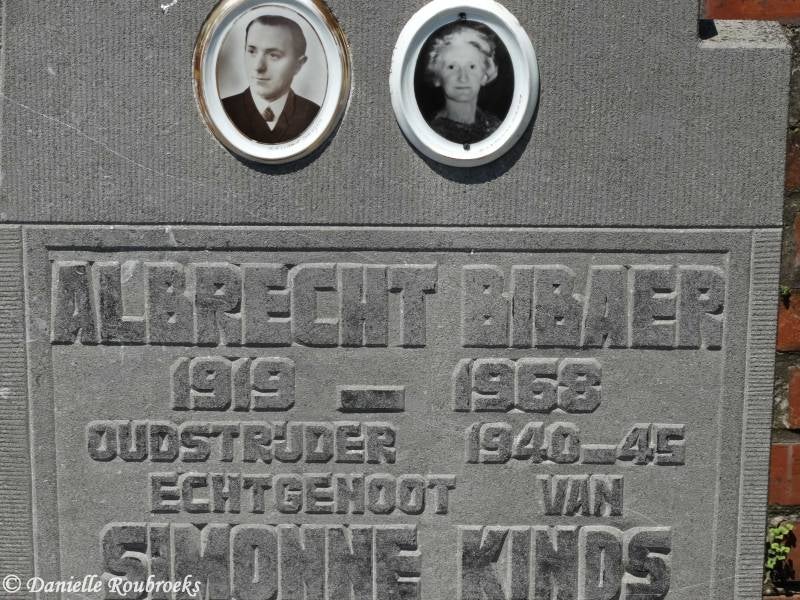 ALBRECHT BIBAER
1919 - 1968
OUDSTRIJDER 1940-45
ECHTGENOOT VAN
SIMONNE KINDS
© Danielle Roubroeks